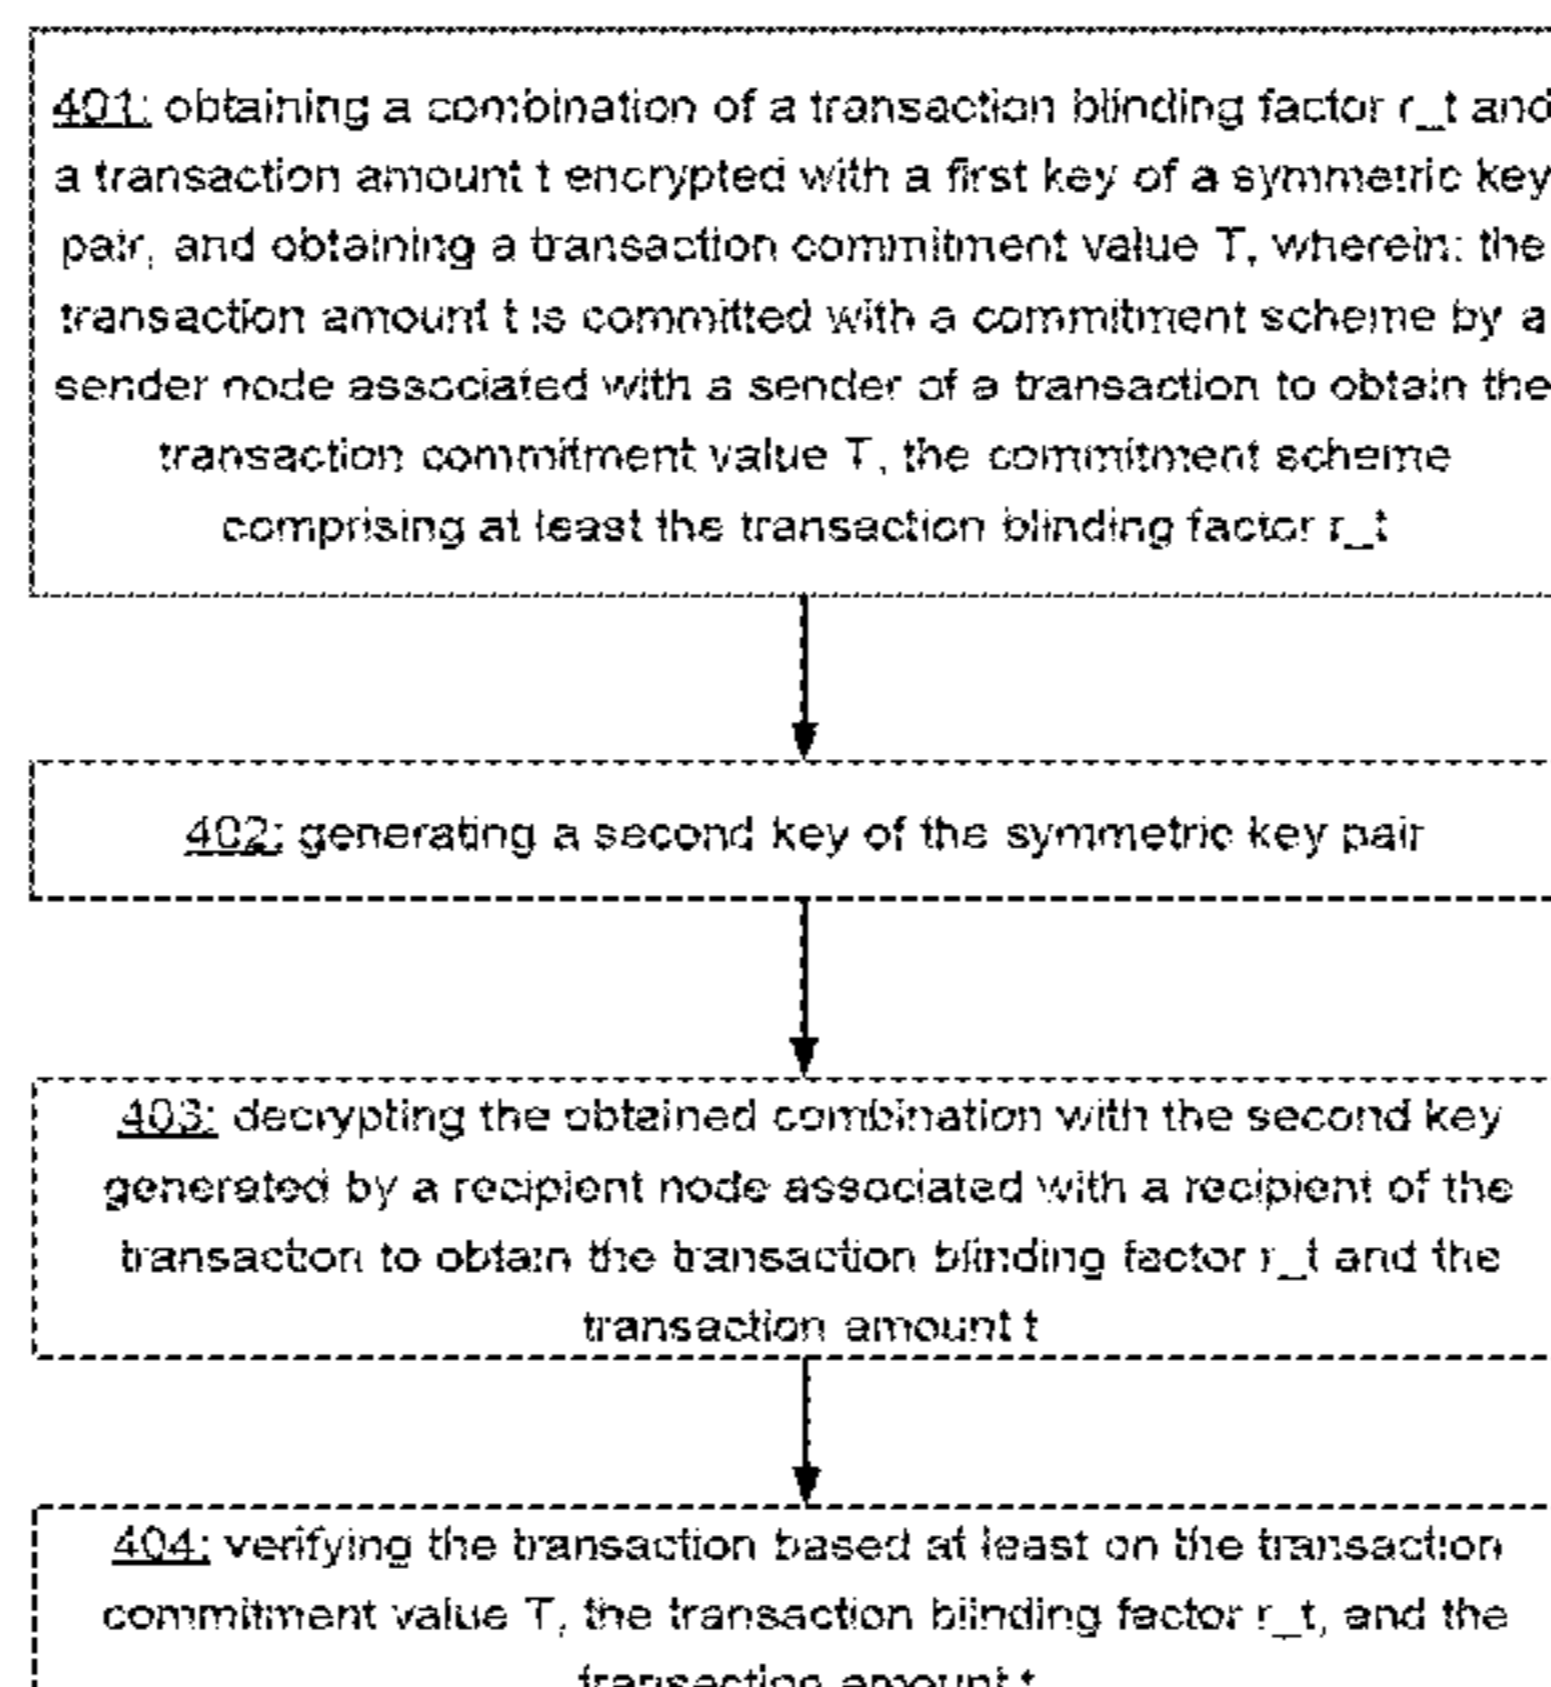 401: obtaining a combination of a transaction blinding factor r_t and
a transaction amount t encrypted with a first key of a symmetric key
pair, and obtaining a transaction commitment value T, wherein: the
transaction amount t is committed with a commitment scheme by a
sender node associated with a sender of a transaction to obtain the
transaction commitment value T, the commitment scheme
comprising at least the transaction blinding factor r_t
402: generating a second key of the symmetric key pair
403: decrypting the obtained combination with the second key
generated by a recipient node associated with a recipient of the
transaction to obtain the transaction blinding factor r_t and the
transaction amount t
404: verifying the transaction based at least on the transaction
commitment value T, the transaction blinding factor r_t, and the
transaction amount t